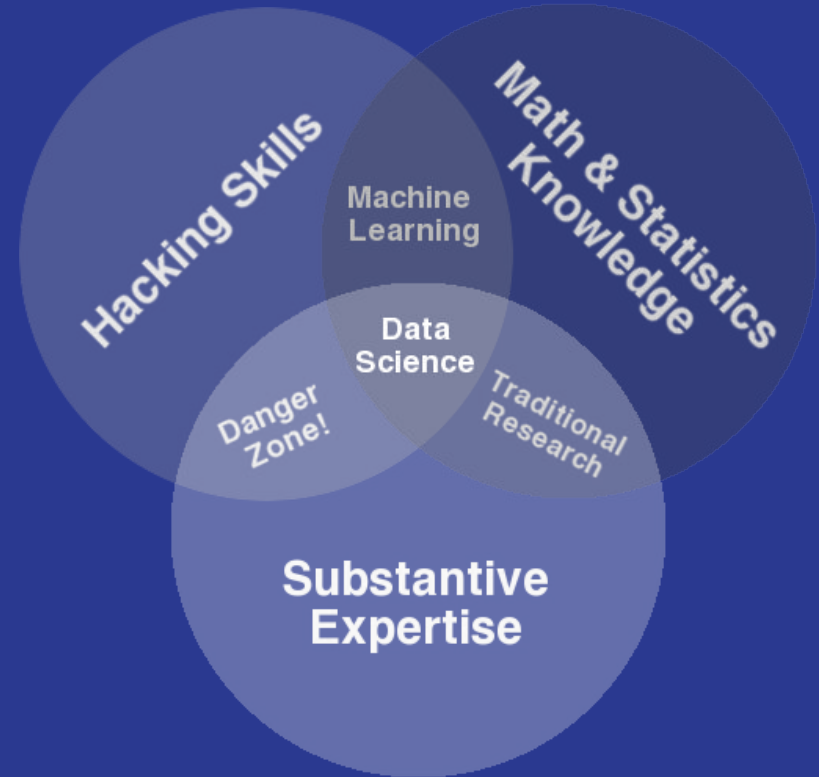 Hacking Skills
Math & Statistics
Knowledge
Machine
Learning
Data
Science
Danger
Zone!
Traditional
Research
Substantive
Expertise